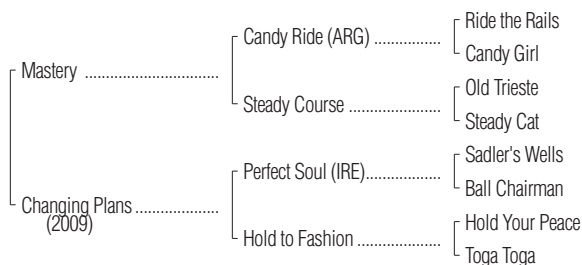 Ride the Rails
Candy Ride (ARG) ................
Candy Girl
Mastery ...............................
Old Trieste
Steady Course ......................
Steady Cat
Sadler's Wells
Perfect Soul (IRE)..................
Ball Chairman
Changing Plans ...................
(2009)
Hold Your Peace
Hold to Fashion ....................
Toga Toga